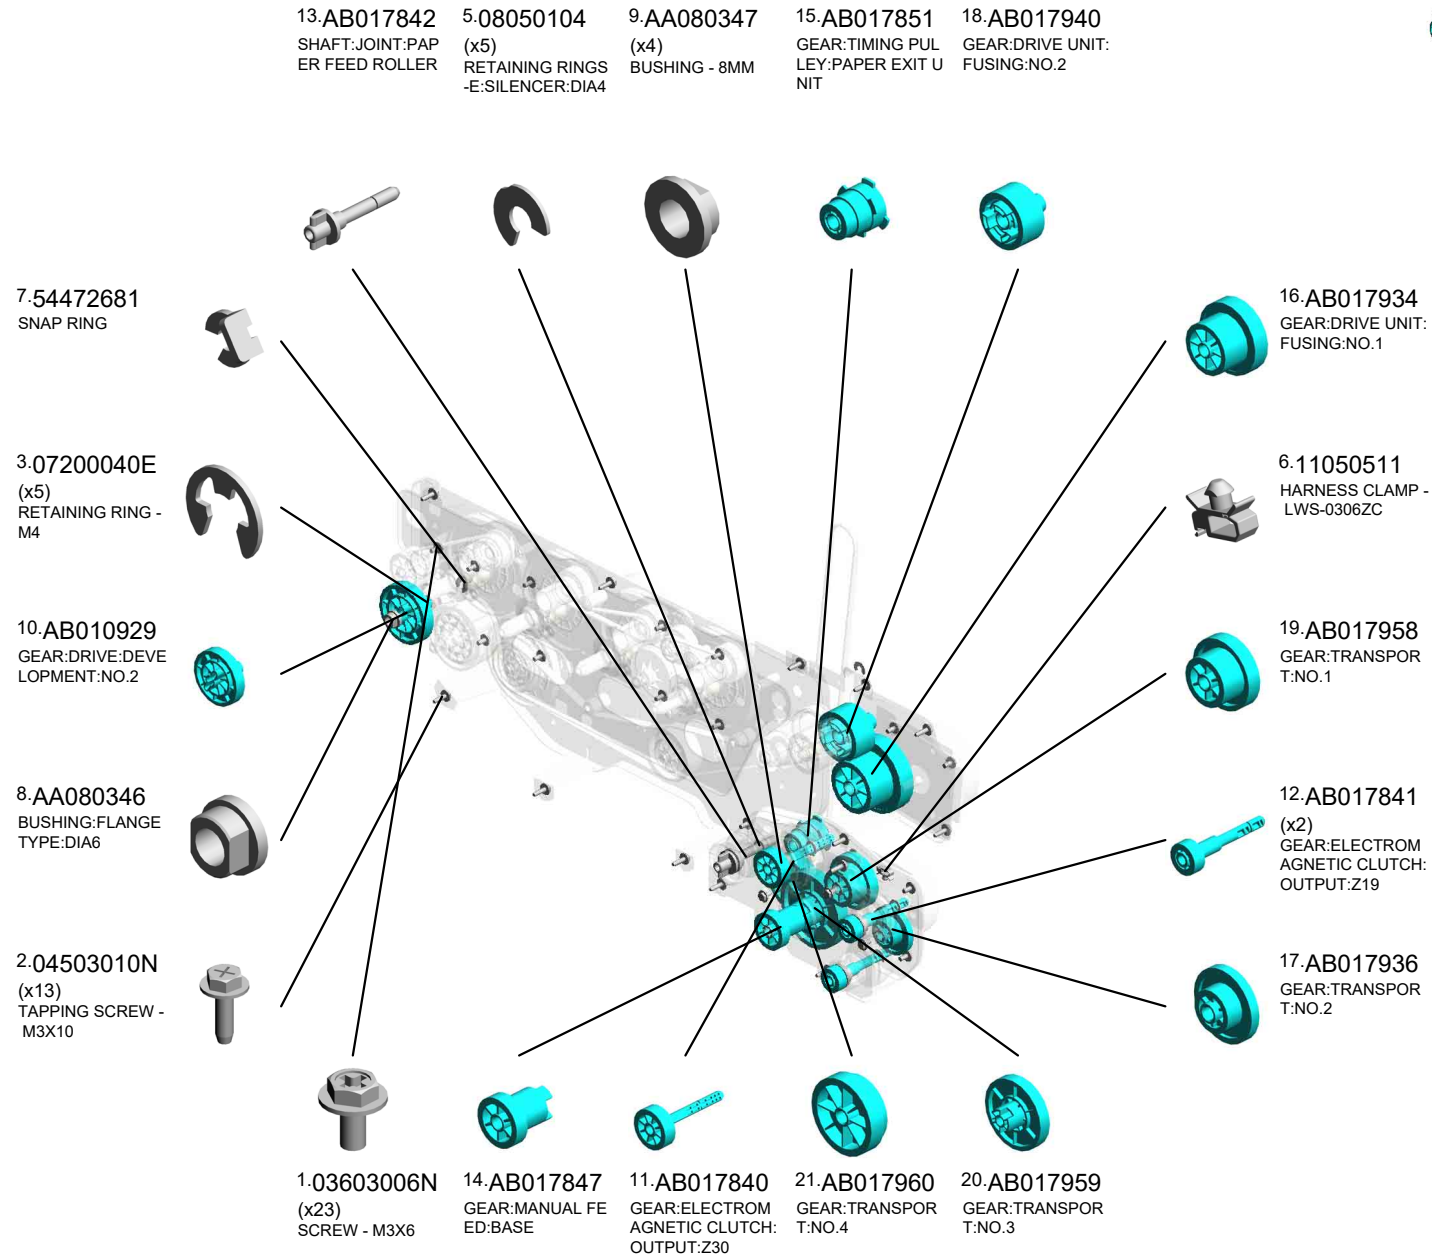 13.AB017842
SHAFT:JOINT:PAP
ER FEED ROLLER
5.08050104
(x5)
RETAINING RINGS
-E:SILENCER:DIA4
9.AA080347
(x4)
BUSHING - 8MM
15.AB017851
GEAR:TIMING PUL
LEY:PAPER EXIT U
NIT
18.AB017940
GEAR:DRIVE UNIT:
FUSING:NO.2
7.54472681
SNAP RING
16.AB017934
GEAR:DRIVE UNIT:
FUSING:NO.1
3.07200040E
(x5)
RETAINING RING -
M4
6.11050511
HARNESS CLAMP -
LWS-0306ZC
10.AB010929
GEAR:DRIVE:DEVE
LOPMENT:NO.2
19.AB017958
GEAR:TRANSPOR
T:NO.1
8.AA080346
BUSHING:FLANGE
TYPE:DIA6
12.AB017841
(x2)
GEAR:ELECTROM
AGNETIC CLUTCH:
OUTPUT:Z19
2.04503010N
(x13)
TAPPING SCREW -
M3X10
17.AB017936
GEAR:TRANSPOR
T:NO.2
1.03603006N
(x23)
SCREW - M3X6
14.AB017847
GEAR:MANUAL FE
ED:BASE
11.AB017840
GEAR:ELECTROM
AGNETIC CLUTCH:
OUTPUT:Z30
21.AB017960
GEAR:TRANSPOR
T:NO.4
20.AB017959
GEAR:TRANSPOR
T:NO.3